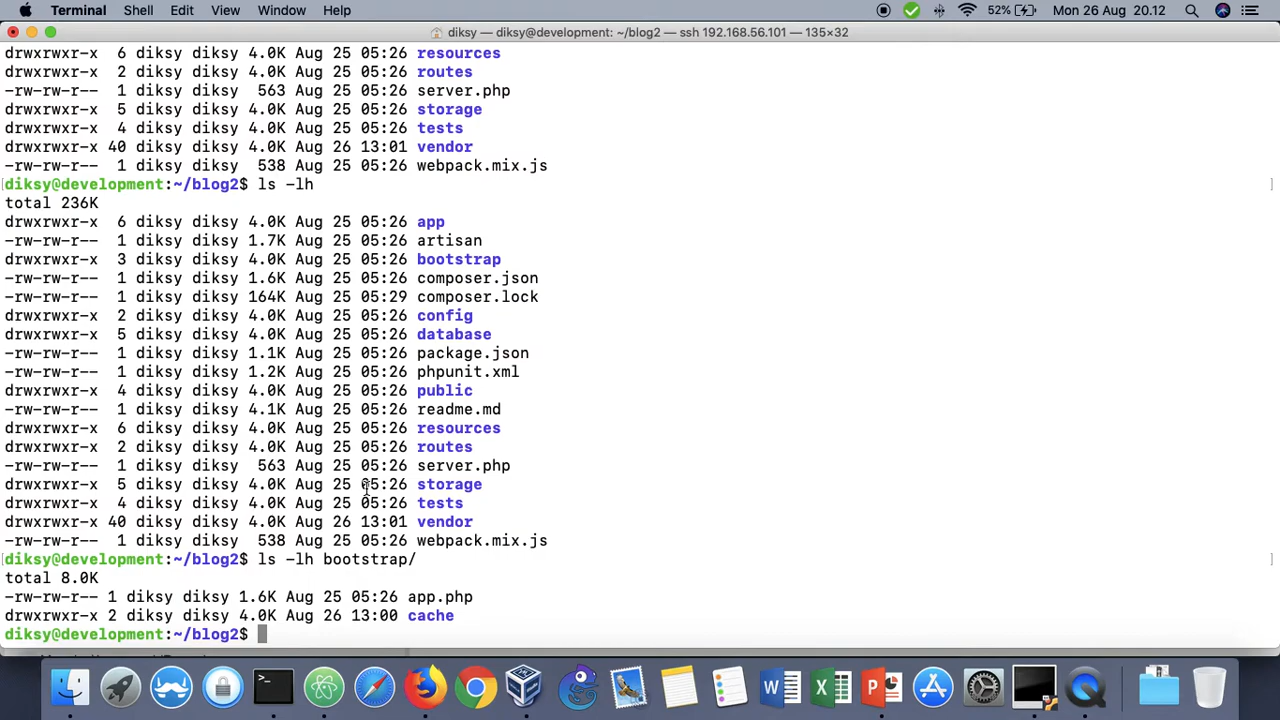 Terminal Shell Edit View Window Help 52% Mon 26 Aug 20.12
diksy — diksy@development: ~/blog2 — ssh 192.168.56.101 — 135×32
drwxrwxr-x  6 diksy diksy 4.0K Aug 25 05:26 resources
drwxrwxr-x  2 diksy diksy 4.0K Aug 25 05:26 routes
-rw-rw-r--  1 diksy diksy  563 Aug 25 05:26 server.php
drwxrwxr-x  5 diksy diksy 4.0K Aug 25 05:26 storage
drwxrwxr-x  4 diksy diksy 4.0K Aug 25 05:26 tests
drwxrwxr-x 40 diksy diksy 4.0K Aug 26 13:01 vendor
-rw-rw-r--  1 diksy diksy  538 Aug 25 05:26 webpack.mix.js
diksy@development:~/blog2$ ls -lh
total 236K
drwxrwxr-x  6 diksy diksy 4.0K Aug 25 05:26 app
-rw-rw-r--  1 diksy diksy 1.7K Aug 25 05:26 artisan
drwxrwxr-x  3 diksy diksy 4.0K Aug 25 05:26 bootstrap
-rw-rw-r--  1 diksy diksy 1.6K Aug 25 05:26 composer.json
-rw-rw-r--  1 diksy diksy 164K Aug 25 05:29 composer.lock
drwxrwxr-x  2 diksy diksy 4.0K Aug 25 05:26 config
drwxrwxr-x  5 diksy diksy 4.0K Aug 25 05:26 database
-rw-rw-r--  1 diksy diksy 1.1K Aug 25 05:26 package.json
-rw-rw-r--  1 diksy diksy 1.2K Aug 25 05:26 phpunit.xml
drwxrwxr-x  4 diksy diksy 4.0K Aug 25 05:26 public
-rw-rw-r--  1 diksy diksy 4.1K Aug 25 05:26 readme.md
drwxrwxr-x  6 diksy diksy 4.0K Aug 25 05:26 resources
drwxrwxr-x  2 diksy diksy 4.0K Aug 25 05:26 routes
-rw-rw-r--  1 diksy diksy  563 Aug 25 05:26 server.php
drwxrwxr-x  5 diksy diksy 4.0K Aug 25 05:26 storage
drwxrwxr-x  4 diksy diksy 4.0K Aug 25 05:26 tests
drwxrwxr-x 40 diksy diksy 4.0K Aug 26 13:01 vendor
-rw-rw-r--  1 diksy diksy  538 Aug 25 05:26 webpack.mix.js
diksy@development:~/blog2$ ls -lh bootstrap/
total 8.0K
-rw-rw-r-- 1 diksy diksy 1.6K Aug 25 05:26 app.php
drwxrwxr-x 2 diksy diksy 4.0K Aug 26 13:00 cache
diksy@development:~/blog2$